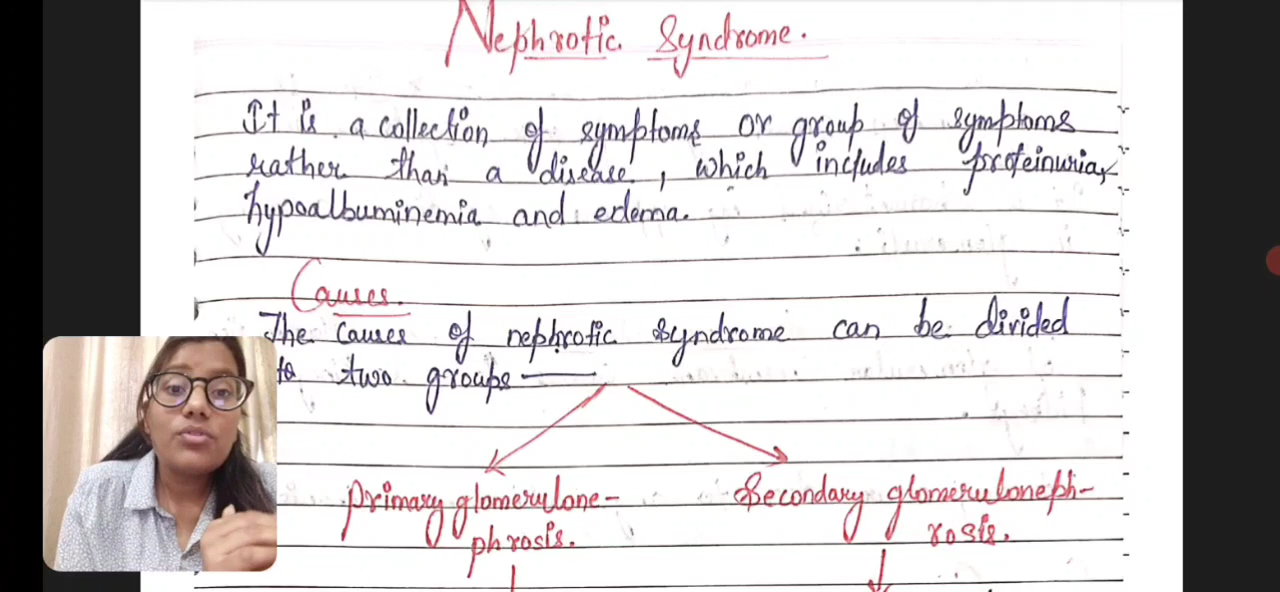 Nephrotic Syndrome.
It is a collection of symptoms or group of symptoms
rather than a disease, which includes proteinuria,
hypoalbuminemia and edema.
Causes.
The causes of nephrotic syndrome can be divided
to two groups —
Primary glomerulone-
phrosis.
Secondary glomeruloneph-
rosis.